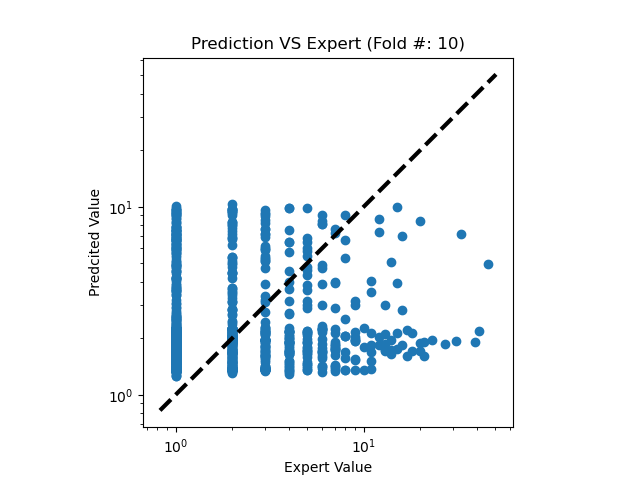 Prediction VS Expert (Fold #: 10)
Predcited Value
10¹
10⁰
10⁰ 10¹
Expert Value